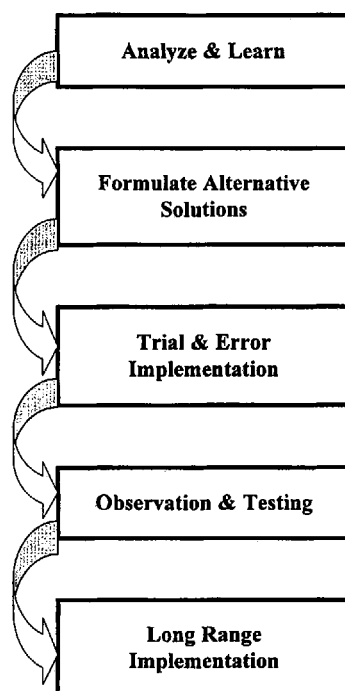 Analyze & Learn
Formulate Alternative
Solutions
Trial & Error
Implementation
Observation & Testing
Long Range
Implementation